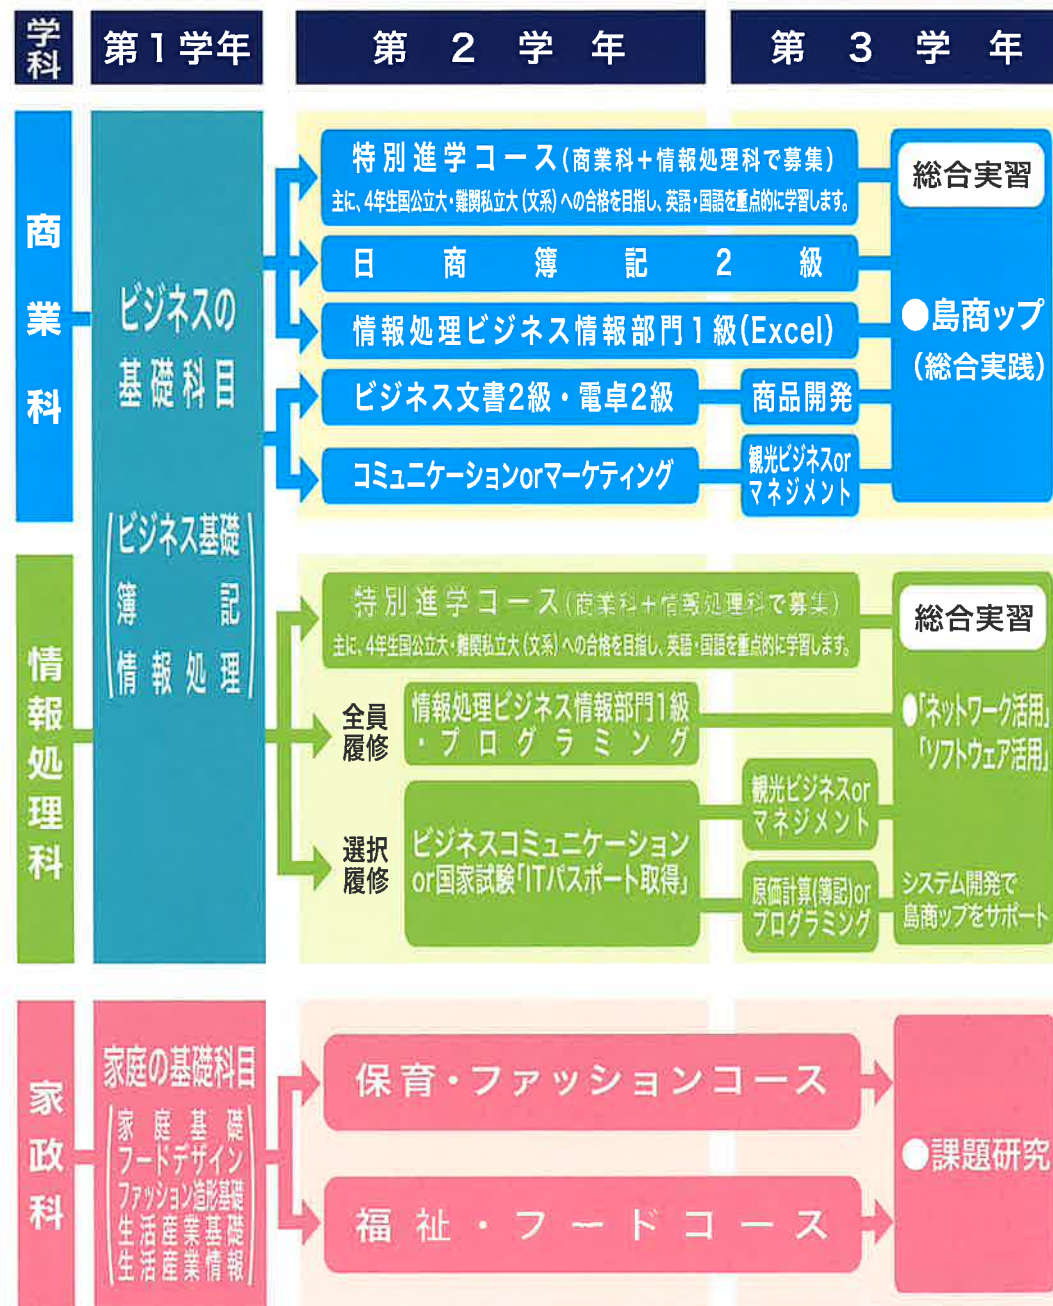 学科
第1学年
第2学年
第3学年
商業科
ビジネスの
基礎科目
(ビジネス基礎
簿記
情報処理)
特別進学コース(商業科+情報処理科で募集)
主に、4年生国公立大・難関私立大(文系)への合格を目指し、英語・国語を重点的に学習します。
日商簿記2級
情報処理ビジネス情報部門1級(Excel)
ビジネス文書2級・電卓2級
商品開発
コミュニケーションorマーケティング
観光ビジネスor
マネジメント
総合実習
●島商ップ
(総合実践)
情報処理科
特別進学コース(商業科+情報処理科で募集)
主に、4年生国公立大・難関私立大(文系)への合格を目指し、英語・国語を重点的に学習します。
全員
履修
情報処理ビジネス情報部門1級
・プログラミング
選択
履修
ビジネスコミュニケーション
or国家試験「ITパスポート取得」
観光ビジネスor
マネジメント
原価計算(簿記)or
プログラミング
総合実習
●「ネットワーク活用」
「ソフトウェア活用」
システム開発で
島商ップをサポート
家政科
家庭の基礎科目
(家庭基礎
フードデザイン
ファッション造形基礎
生活産業基礎
生活産業情報)
保育・ファッションコース
福祉・フードコース
●課題研究